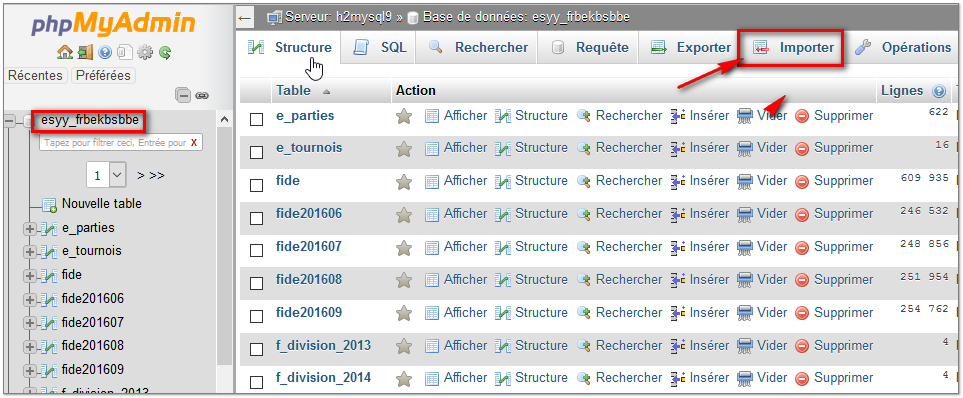 phpMyAdmin
Récentes Préférées
esyy_frbekbsbbe
Tapez pour filtrer ceci, Entrée pour X
1 > >>
Nouvelle table
e_parties
e_tournois
fide
fide201606
fide201607
fide201608
fide201609
f_division_2013
← Serveur: h2mysql9 » Base de données: esyy_frbekbsbbe
Structure SQL Rechercher Requête Exporter Importer Opérations
Table Action Lignes
e_parties Afficher Structure Rechercher Insérer Vider Supprimer 622
e_tournois Afficher Structure Rechercher Insérer Vider Supprimer 16
fide Afficher Structure Rechercher Insérer Vider Supprimer 609 935
fide201606 Afficher Structure Rechercher Insérer Vider Supprimer 246 532
fide201607 Afficher Structure Rechercher Insérer Vider Supprimer 248 856
fide201608 Afficher Structure Rechercher Insérer Vider Supprimer 251 954
fide201609 Afficher Structure Rechercher Insérer Vider Supprimer 254 762
f_division_2013 Afficher Structure Rechercher Insérer Vider Supprimer 4
f_division_2014 Afficher Structure Rechercher Insérer Vider Supprimer 4